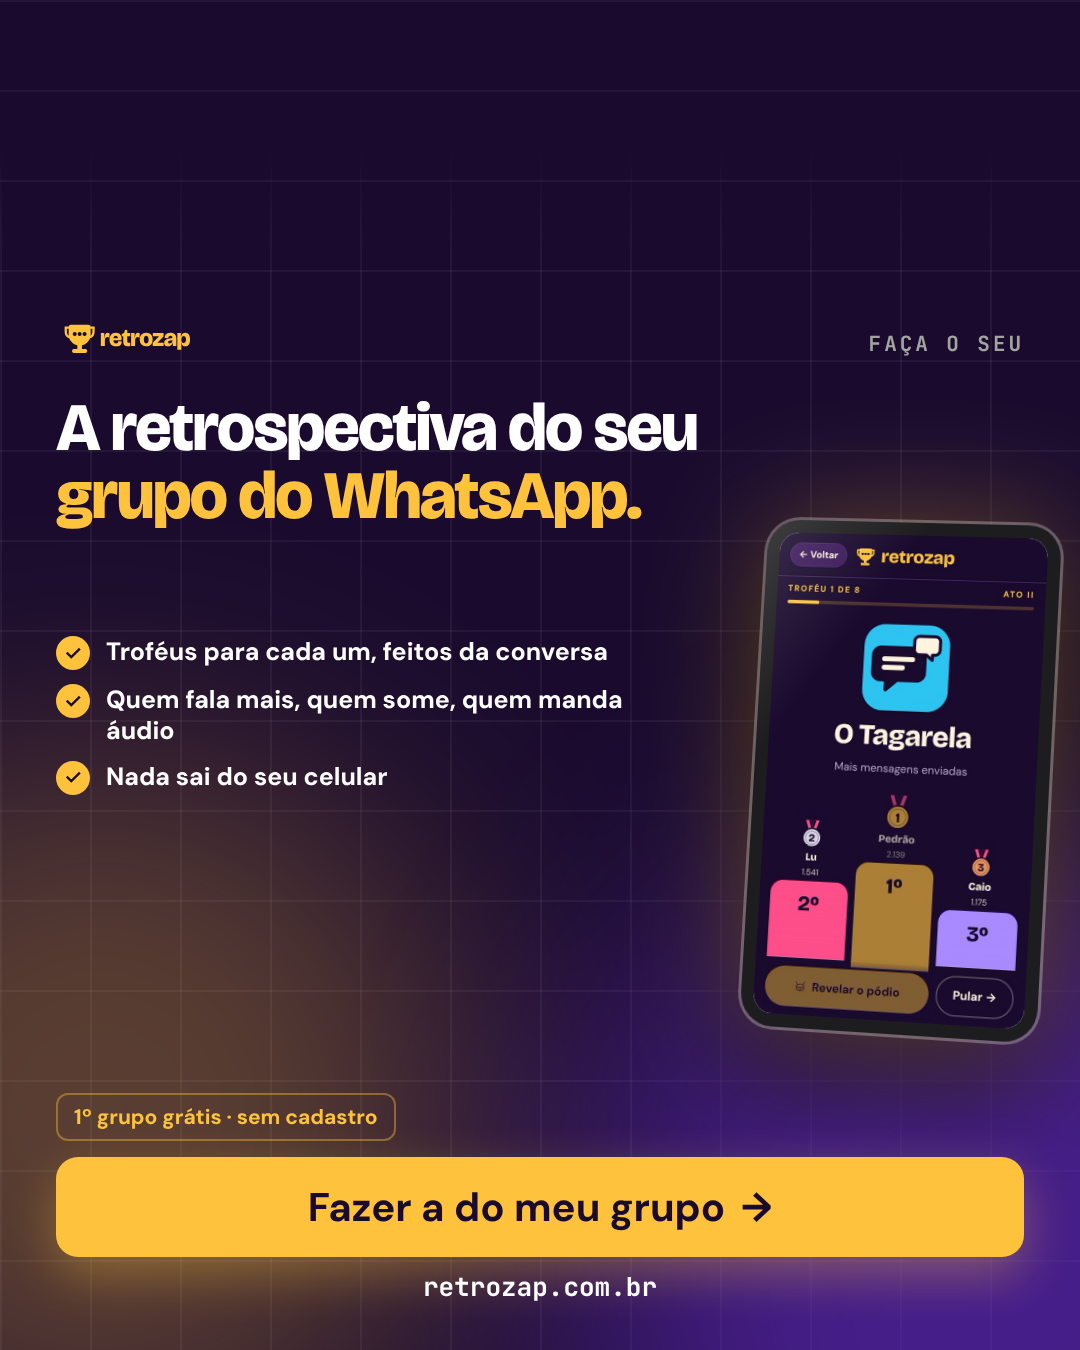 retrozap
FAÇA O SEU
A retrospectiva do seu
grupo do WhatsApp.
Troféus para cada um, feitos da conversa
Quem fala mais, quem some, quem manda
áudio
Nada sai do seu celular
← Voltar
retrozap
TROFÉU 1 DE 8
ATO II
O Tagarela
Mais mensagens enviadas
1
Pedrão
2.139
2
Lu
1.541
3
Caio
1.175
1º
2º
3º
Revelar o pódio
Pular →
1º grupo grátis · sem cadastro
Fazer a do meu grupo →
retrozap.com.br